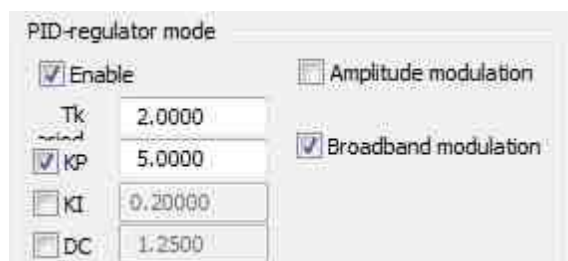 PID-regulator mode
Enable
Amplitude modulation
Tk
2.0000
Broadband modulation
KP
5.0000
KI
0.20000
DC
1.2500